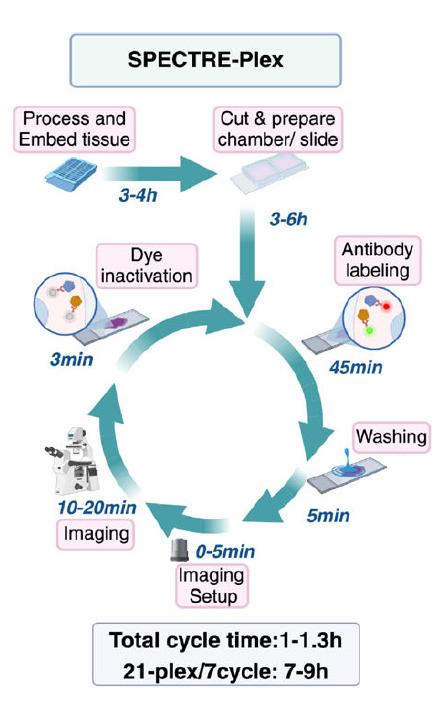 SPECTRE-Plex
Process and
Embed tissue
Cut & prepare
chamber/ slide
3-4h
3-6h
Dye
inactivation
Antibody
labeling
3min
45min
Washing
5min
10-20min
Imaging
0-5min
Imaging
Setup
Total cycle time:1-1.3h
21-plex/7cycle: 7-9h